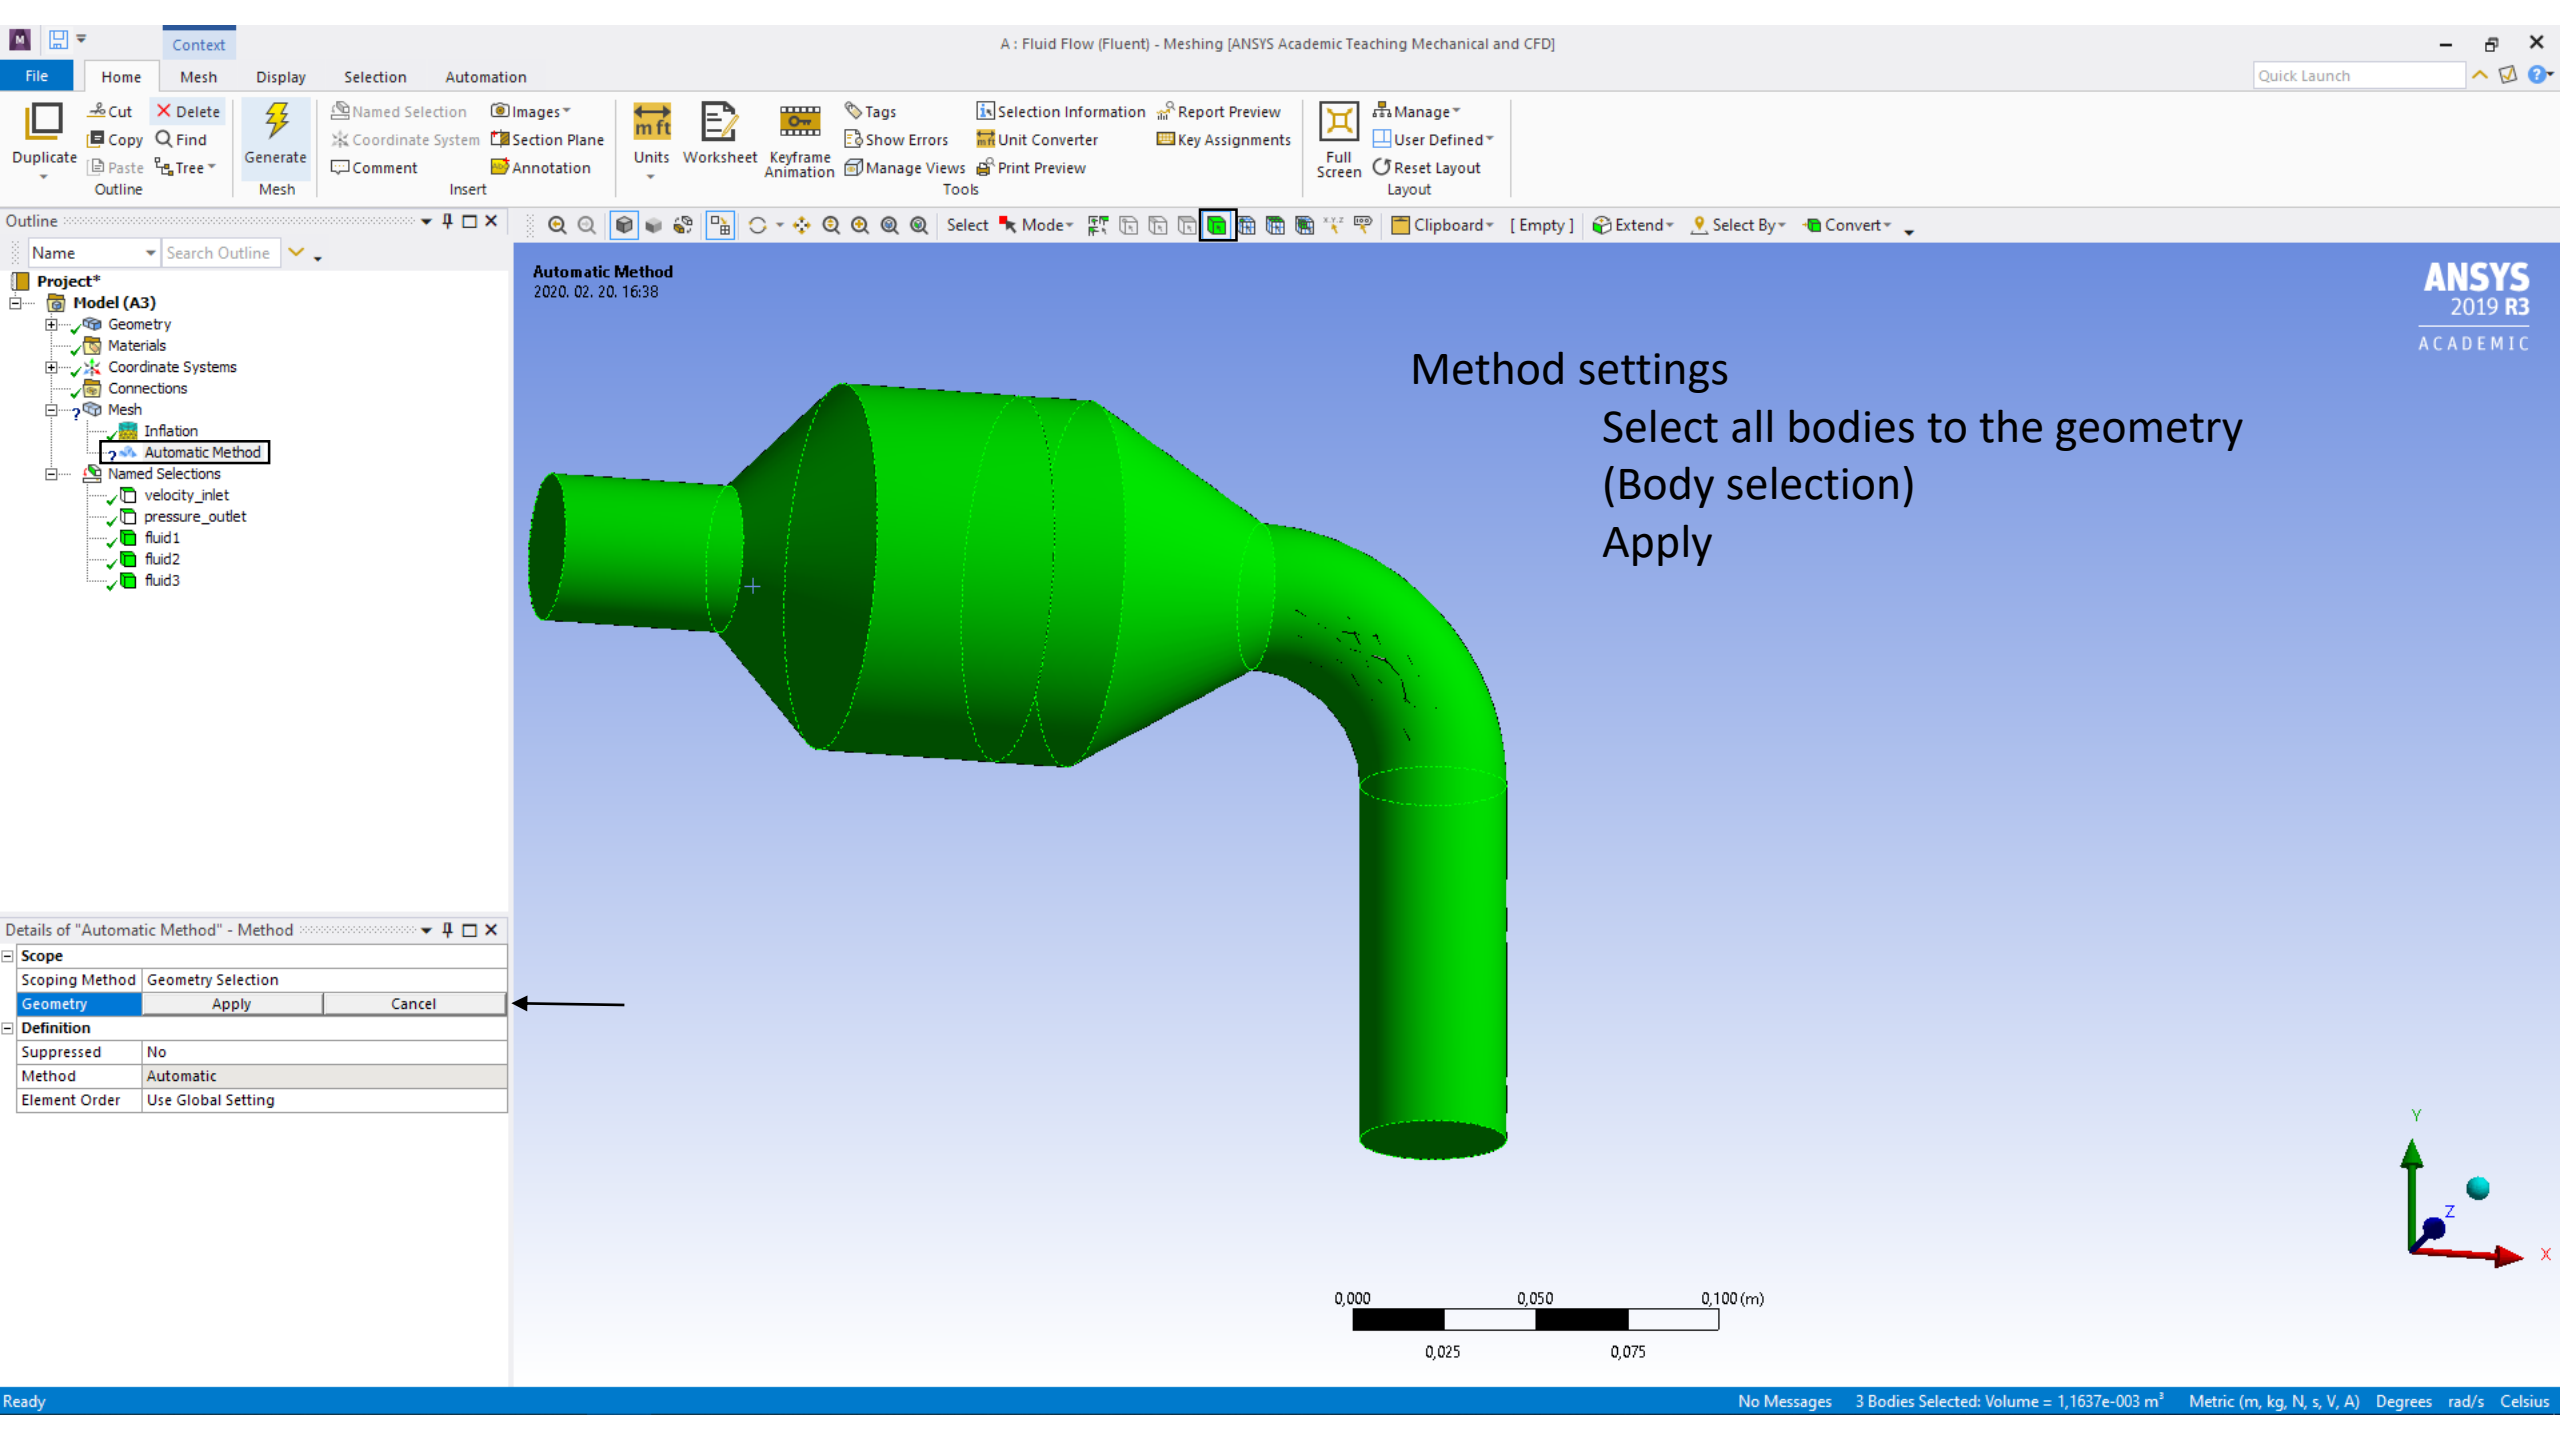 Context
A : Fluid Flow (Fluent) - Meshing [ANSYS Academic Teaching Mechanical and CFD]
File Home Mesh Display Selection Automation
Quick Launch
Duplicate
Cut
Copy
Paste
Delete
Find
Tree
Outline
Generate
Mesh
Named Selection
Coordinate System
Comment
Images
Section Plane
Annotation
Insert
Units
Worksheet
Keyframe
Animation
Tags
Show Errors
Manage Views
Selection Information
Unit Converter
Print Preview
Report Preview
Key Assignments
Tools
Full
Screen
Manage
User Defined
Reset Layout
Layout
Outline
Name
Search Outline
Select Mode Clipboard [ Empty ] Extend Select By Convert
Project*
Model (A3)
Geometry
Materials
Coordinate Systems
Connections
Mesh
Inflation
Automatic Method
Named Selections
velocity_inlet
pressure_outlet
fluid1
fluid2
fluid3
Automatic Method
2020. 02. 20. 16:38
ANSYS
2019 R3
ACADEMIC
Method settings
Select all bodies to the geometry
(Body selection)
Apply
Details of "Automatic Method" - Method
Scope
Scoping Method Geometry Selection
Geometry Apply Cancel
Definition
Suppressed No
Method Automatic
Element Order Use Global Setting
Y
Z
X
0,000 0,050 0,100 (m)
0,025 0,075
Ready
No Messages 3 Bodies Selected: Volume = 1,1637e-003 m³ Metric (m, kg, N, s, V, A) Degrees rad/s Celsius